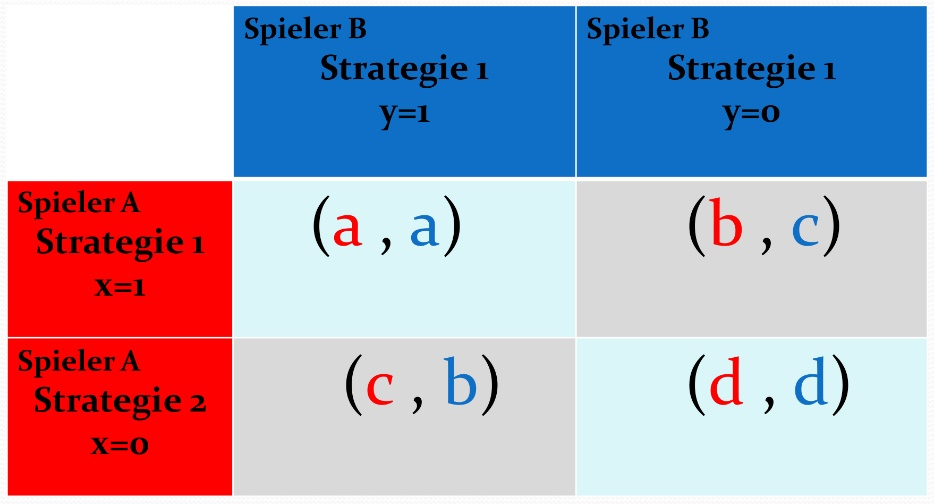 Spieler B
Strategie 1
y=1
Spieler B
Strategie 1
y=0
Spieler A
Strategie 1
x=1
(a , a)
(b , c)
Spieler A
Strategie 2
x=0
(c , b)
(d , d)